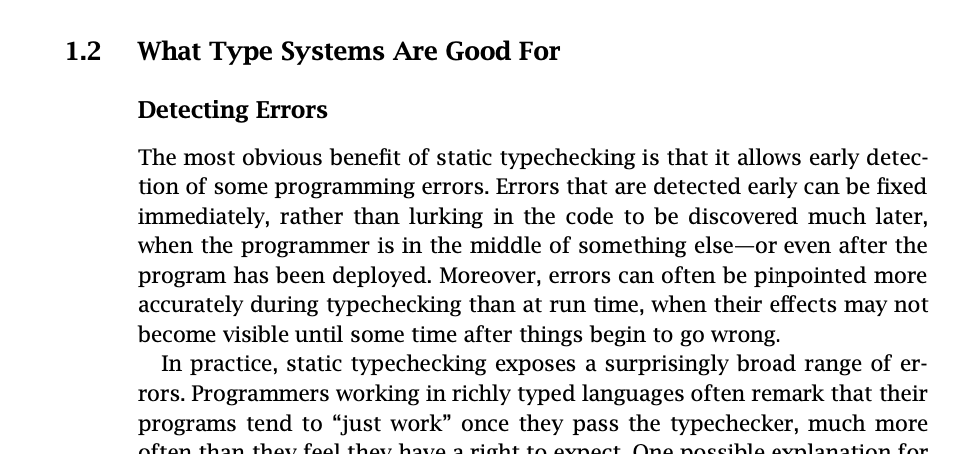 1.2 What Type Systems Are Good For
Detecting Errors
The most obvious benefit of static typechecking is that it allows early detec-
tion of some programming errors. Errors that are detected early can be fixed
immediately, rather than lurking in the code to be discovered much later,
when the programmer is in the middle of something else—or even after the
program has been deployed. Moreover, errors can often be pinpointed more
accurately during typechecking than at run time, when their effects may not
become visible until some time after things begin to go wrong.
In practice, static typechecking exposes a surprisingly broad range of er-
rors. Programmers working in richly typed languages often remark that their
programs tend to “just work” once they pass the typechecker, much more
often than they feel they have a right to expect. One possible explanation for